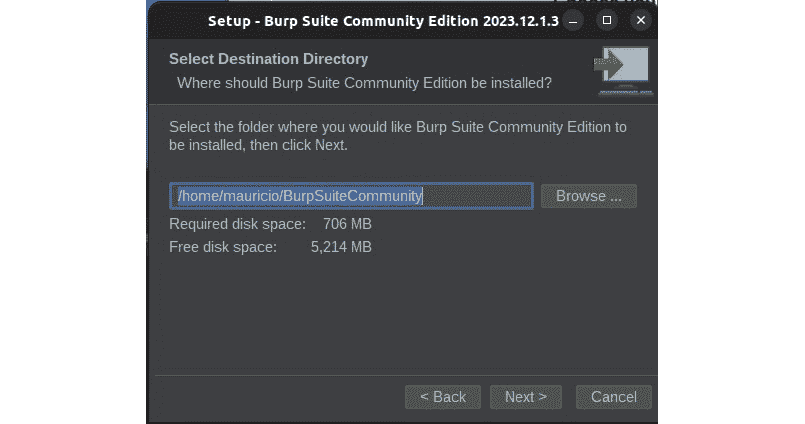 Setup - Burp Suite Community Edition 2023.12.1.3
Select Destination Directory
Where should Burp Suite Community Edition be installed?
Select the folder where you would like Burp Suite Community Edition to
be installed, then click Next.
/home/mauricio/BurpSuiteCommunity
Browse ...
Required disk space: 706 MB
Free disk space: 5,214 MB
< Back
Next >
Cancel